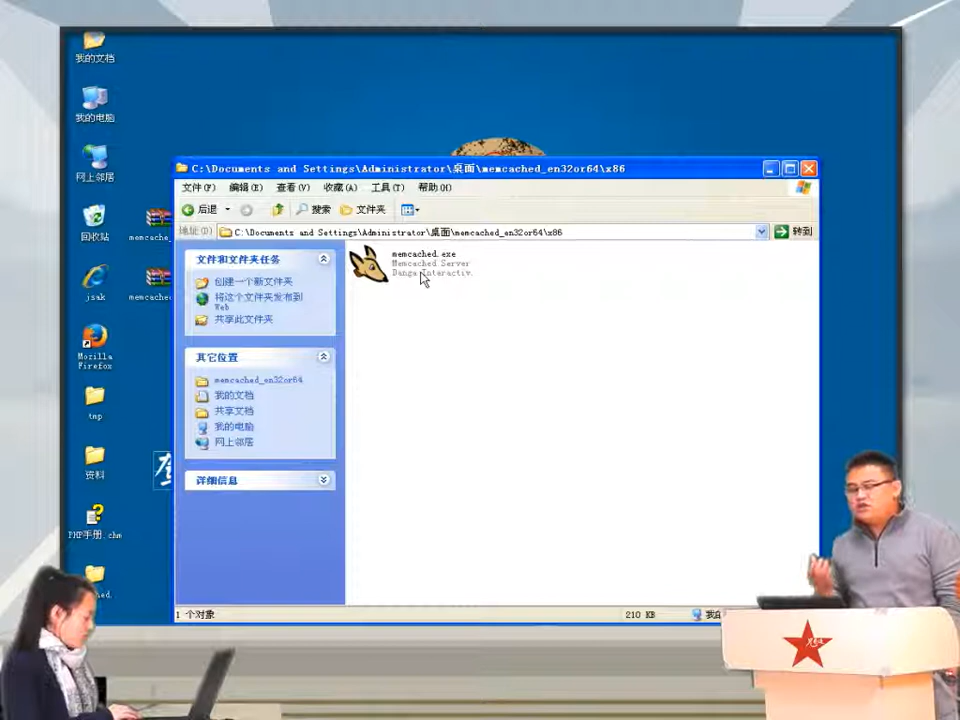 我的文档
我的电脑
网上邻居
回收站
jsxk
Mozilla
Firefox
tmp
资料
PHP手册.chm
C:\Documents and Settings\Administrator\桌面\memcached_en32or64\x86
文件(F) 编辑(E) 查看(V) 收藏(A) 工具(T) 帮助(H)
后退 搜索 文件夹
地址(D) C:\Documents and Settings\Administrator\桌面\memcached_en32or64\x86 转到
文件和文件夹任务
创建一个新文件夹
将这个文件夹发布到
Web
共享此文件夹
其它位置
memcached_en32or64
我的文档
共享文档
我的电脑
网上邻居
详细信息
memcached.exe
Memcached Server
Danga Interactiv.
1 个对象 210 KB